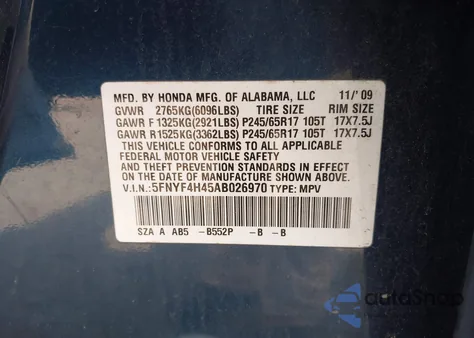 MFD. BY HONDA MFG. OF ALABAMA, LLC 11/'09
GVWR 2765KG(6096LBS) TIRE SIZE RIM SIZE
GAWR F 1325KG(2921LBS) P245/65R17 105T 17X7.5J
GAWR R1525KG(3362LBS) P245/65R17 105T 17X7.5J
THIS VEHICLE CONFORMS TO ALL APPLICABLE
FEDERAL MOTOR VEHICLE SAFETY
AND THEFT PREVENTION STANDARDS IN EFFECT
ON THE DATE OF MANUFACTURE SHOWN ABOVE.
V.I.N.:5FNYF4H45AB026970 TYPE: MPV
SZA A AB5 -B552P -B -B
autoSnap